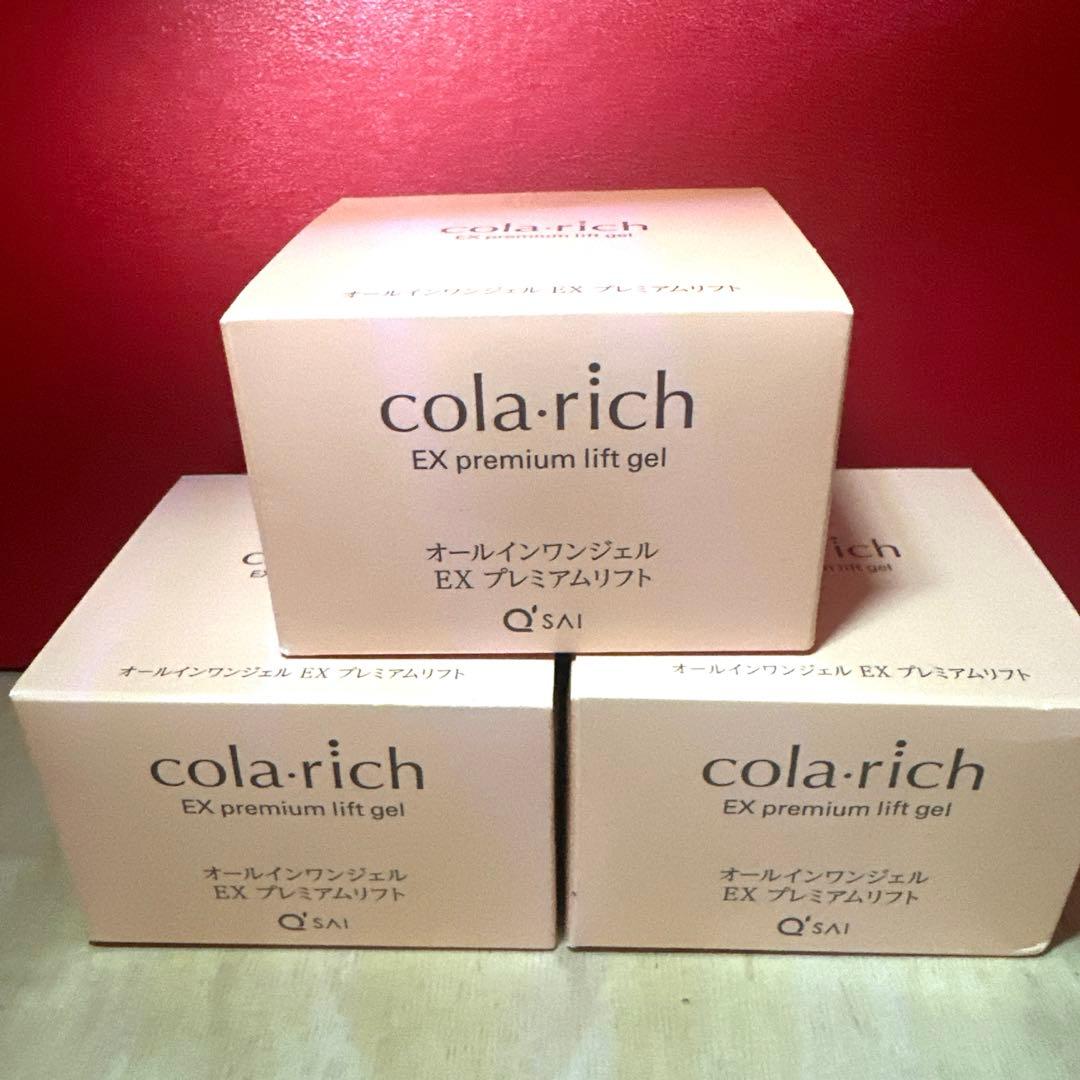 cola·rich
EX premium lift gel
オールインワンジェル EX プレミアムリフト
cola·rich
EX premium lift gel
オールインワンジェル
EX プレミアムリフト
Q'SAI
オールインワンジェル EX プレミアムリフト
cola·rich
EX premium lift gel
オールインワンジェル
EX プレミアムリフト
Q'SAI
rich
lift gel
オールインワンジェル EX プレミアムリフト
cola·rich
EX premium lift gel
オールインワンジェル
EX プレミアムリフト
Q'SAI